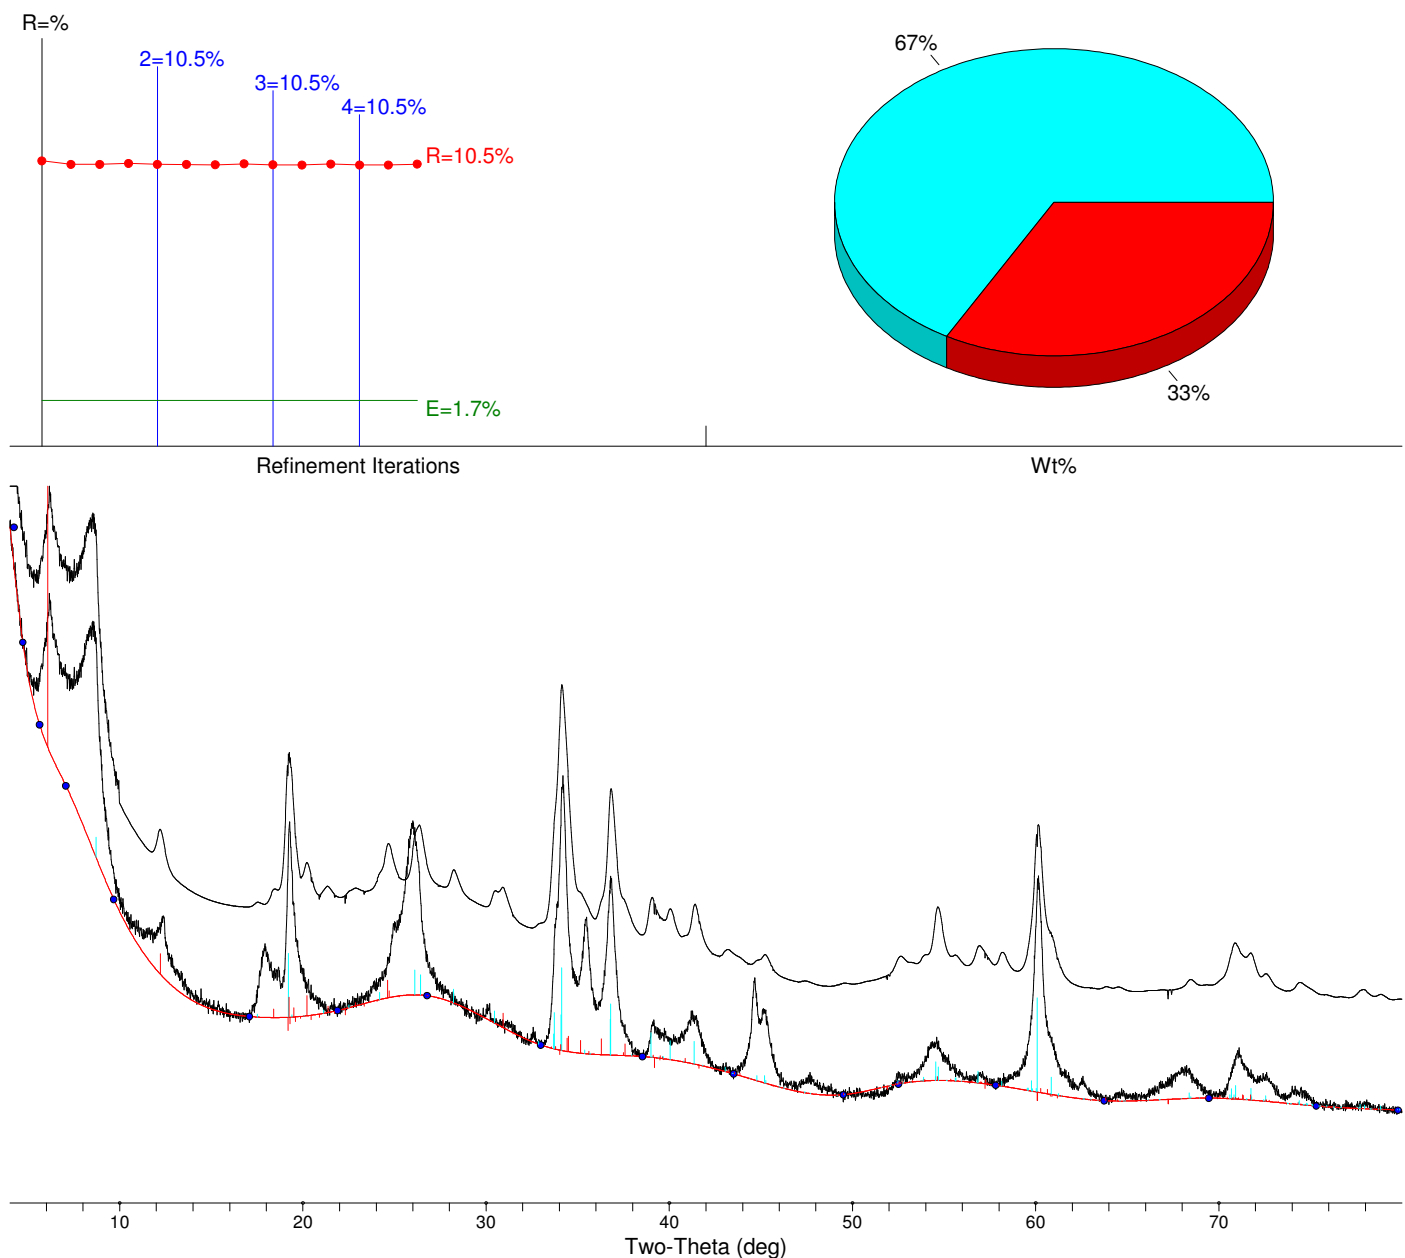 R=%
2=10.5%
3=10.5%
4=10.5%
R=10.5%
E=1.7%
Refinement Iterations
67%
33%
Wt%
10 20 30 40 50 60 70
Two-Theta (deg)